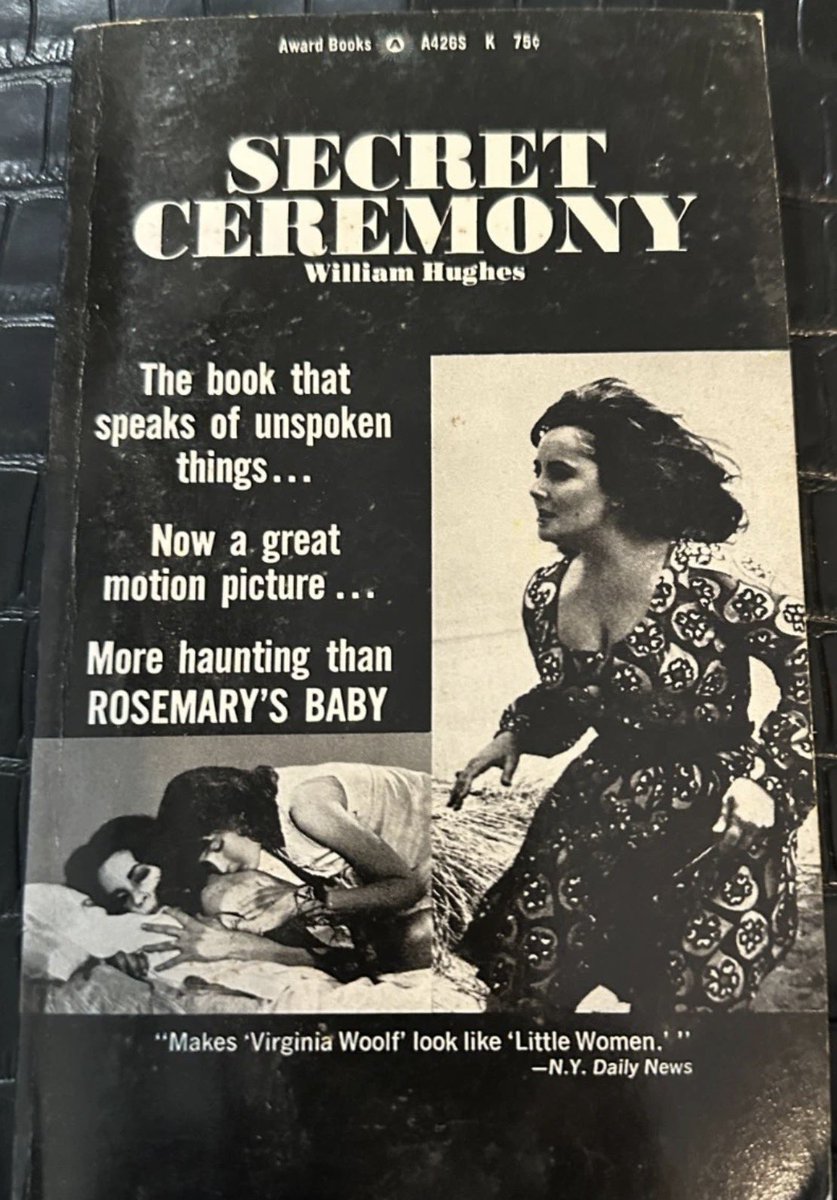 Award Books A426S K 75¢
SECRET
CEREMONY
William Hughes
The book that
speaks of unspoken
things...
Now a great
motion picture ...
More haunting than
ROSEMARY'S BABY
"Makes 'Virginia Woolf' look like 'Little Women.' "
—N.Y. Daily News